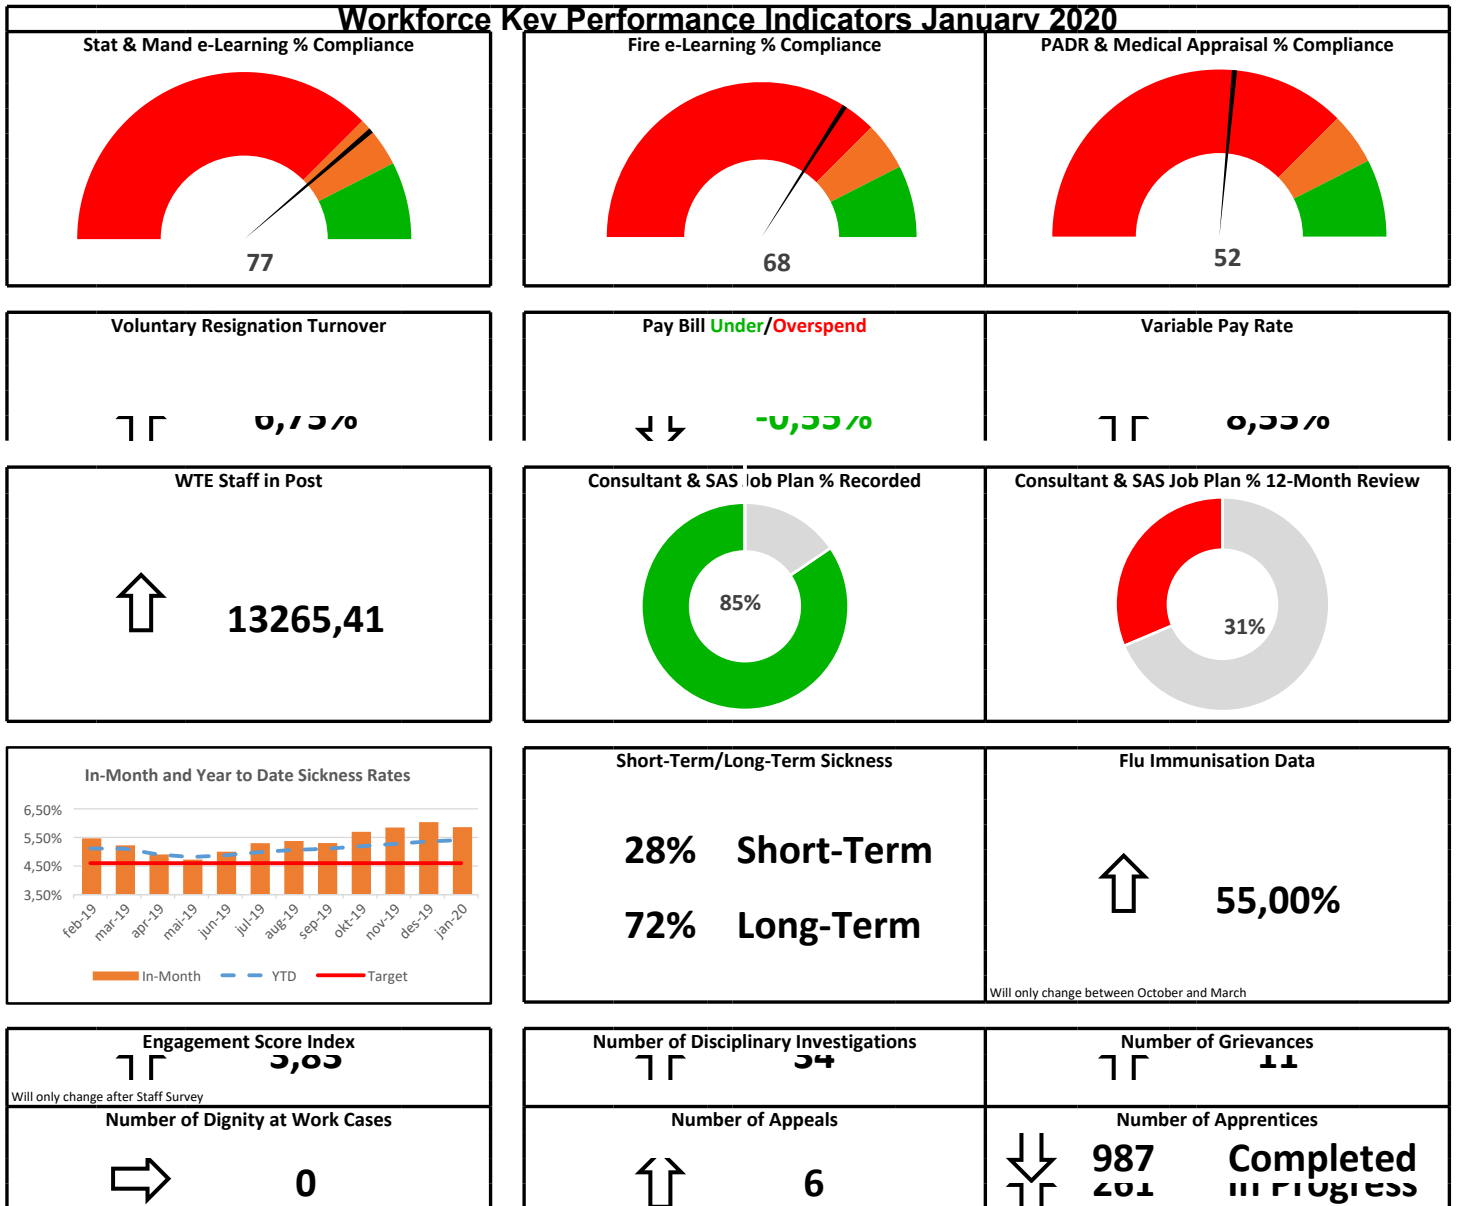 Workforce Key Performance Indicators January 2020
Stat & Mand e-Learning % Compliance
77
Fire e-Learning % Compliance
68
PADR & Medical Appraisal % Compliance
52
Voluntary Resignation Turnover
Pay Bill Under/Overspend
Variable Pay Rate
WTE Staff in Post
13265,41
Consultant & SAS Job Plan % Recorded
85%
Consultant & SAS Job Plan % 12-Month Review
31%
In-Month and Year to Date Sickness Rates
6,50%
5,50%
4,50%
3,50%
feb-19
mar-19
apr-19
mai-19
jun-19
jul-19
aug-19
sep-19
okt-19
nov-19
des-19
jan-20
In-Month
YTD
Target
Short-Term/Long-Term Sickness
28% Short-Term
72% Long-Term
Flu Immunisation Data
55,00%
Will only change between October and March
Engagement Score Index
Will only change after Staff Survey
Number of Disciplinary Investigations
Number of Grievances
11
Number of Dignity at Work Cases
0
Number of Appeals
6
Number of Apprentices
987 Completed
261 In Progress